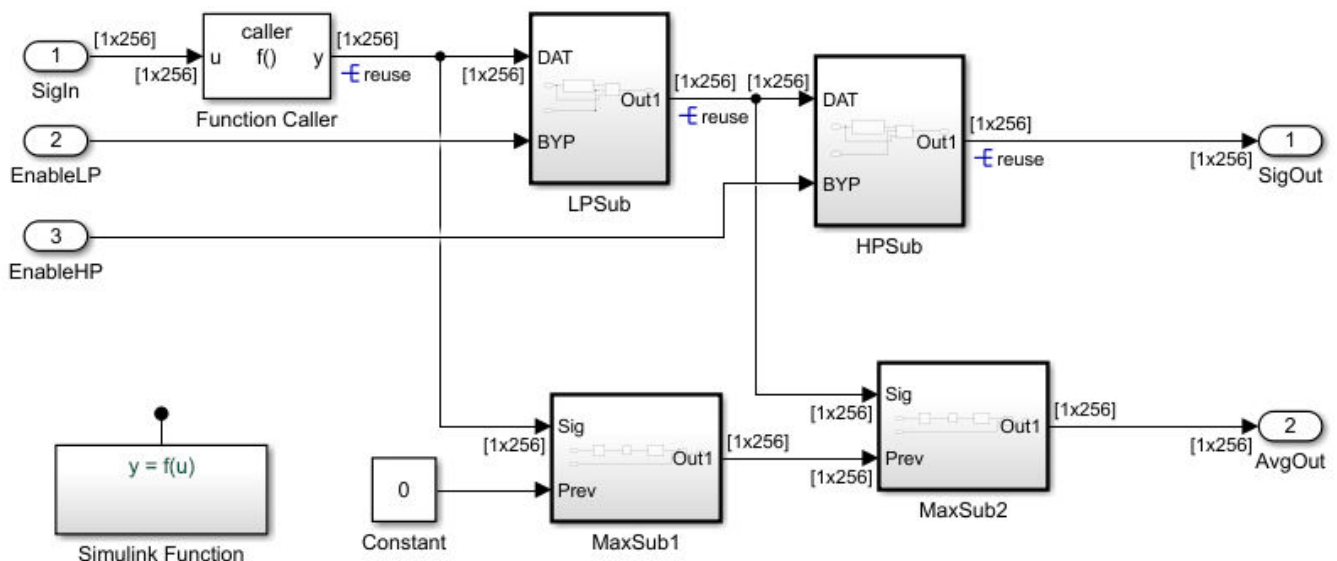 1
[1x256]
[1x256]
SigIn
caller
u
f()
y
Function Caller
[1x256]
reuse
[1x256]
DAT
BYP
Out1
LPSub
[1x256]
reuse
[1x256]
DAT
BYP
Out1
HPSub
[1x256]
reuse
[1x256]
1
SigOut
2
EnableLP
3
EnableHP
y = f(u)
Simulink Function
0
Constant
[1x256]
Sig
Prev
Out1
MaxSub1
[1x256]
[1x256]
[1x256]
Sig
Prev
Out1
MaxSub2
[1x256]
[1x256]
2
AvgOut